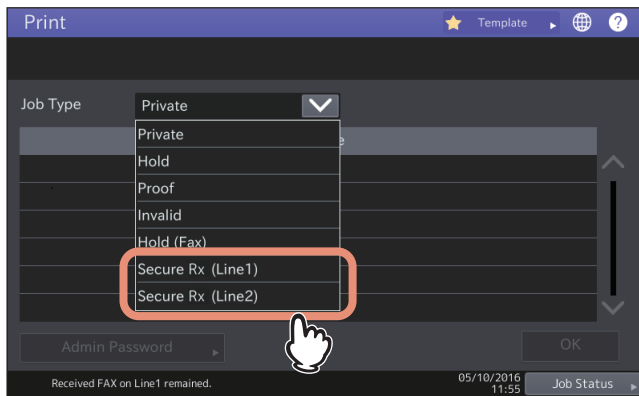 Print
Template
?
Job Type
Private
Private
Hold
Proof
Invalid
Hold (Fax)
Secure Rx (Line1)
Secure Rx (Line2)
Admin Password
OK
Received FAX on Line1 remained.
05/10/2016
11:55
Job Status